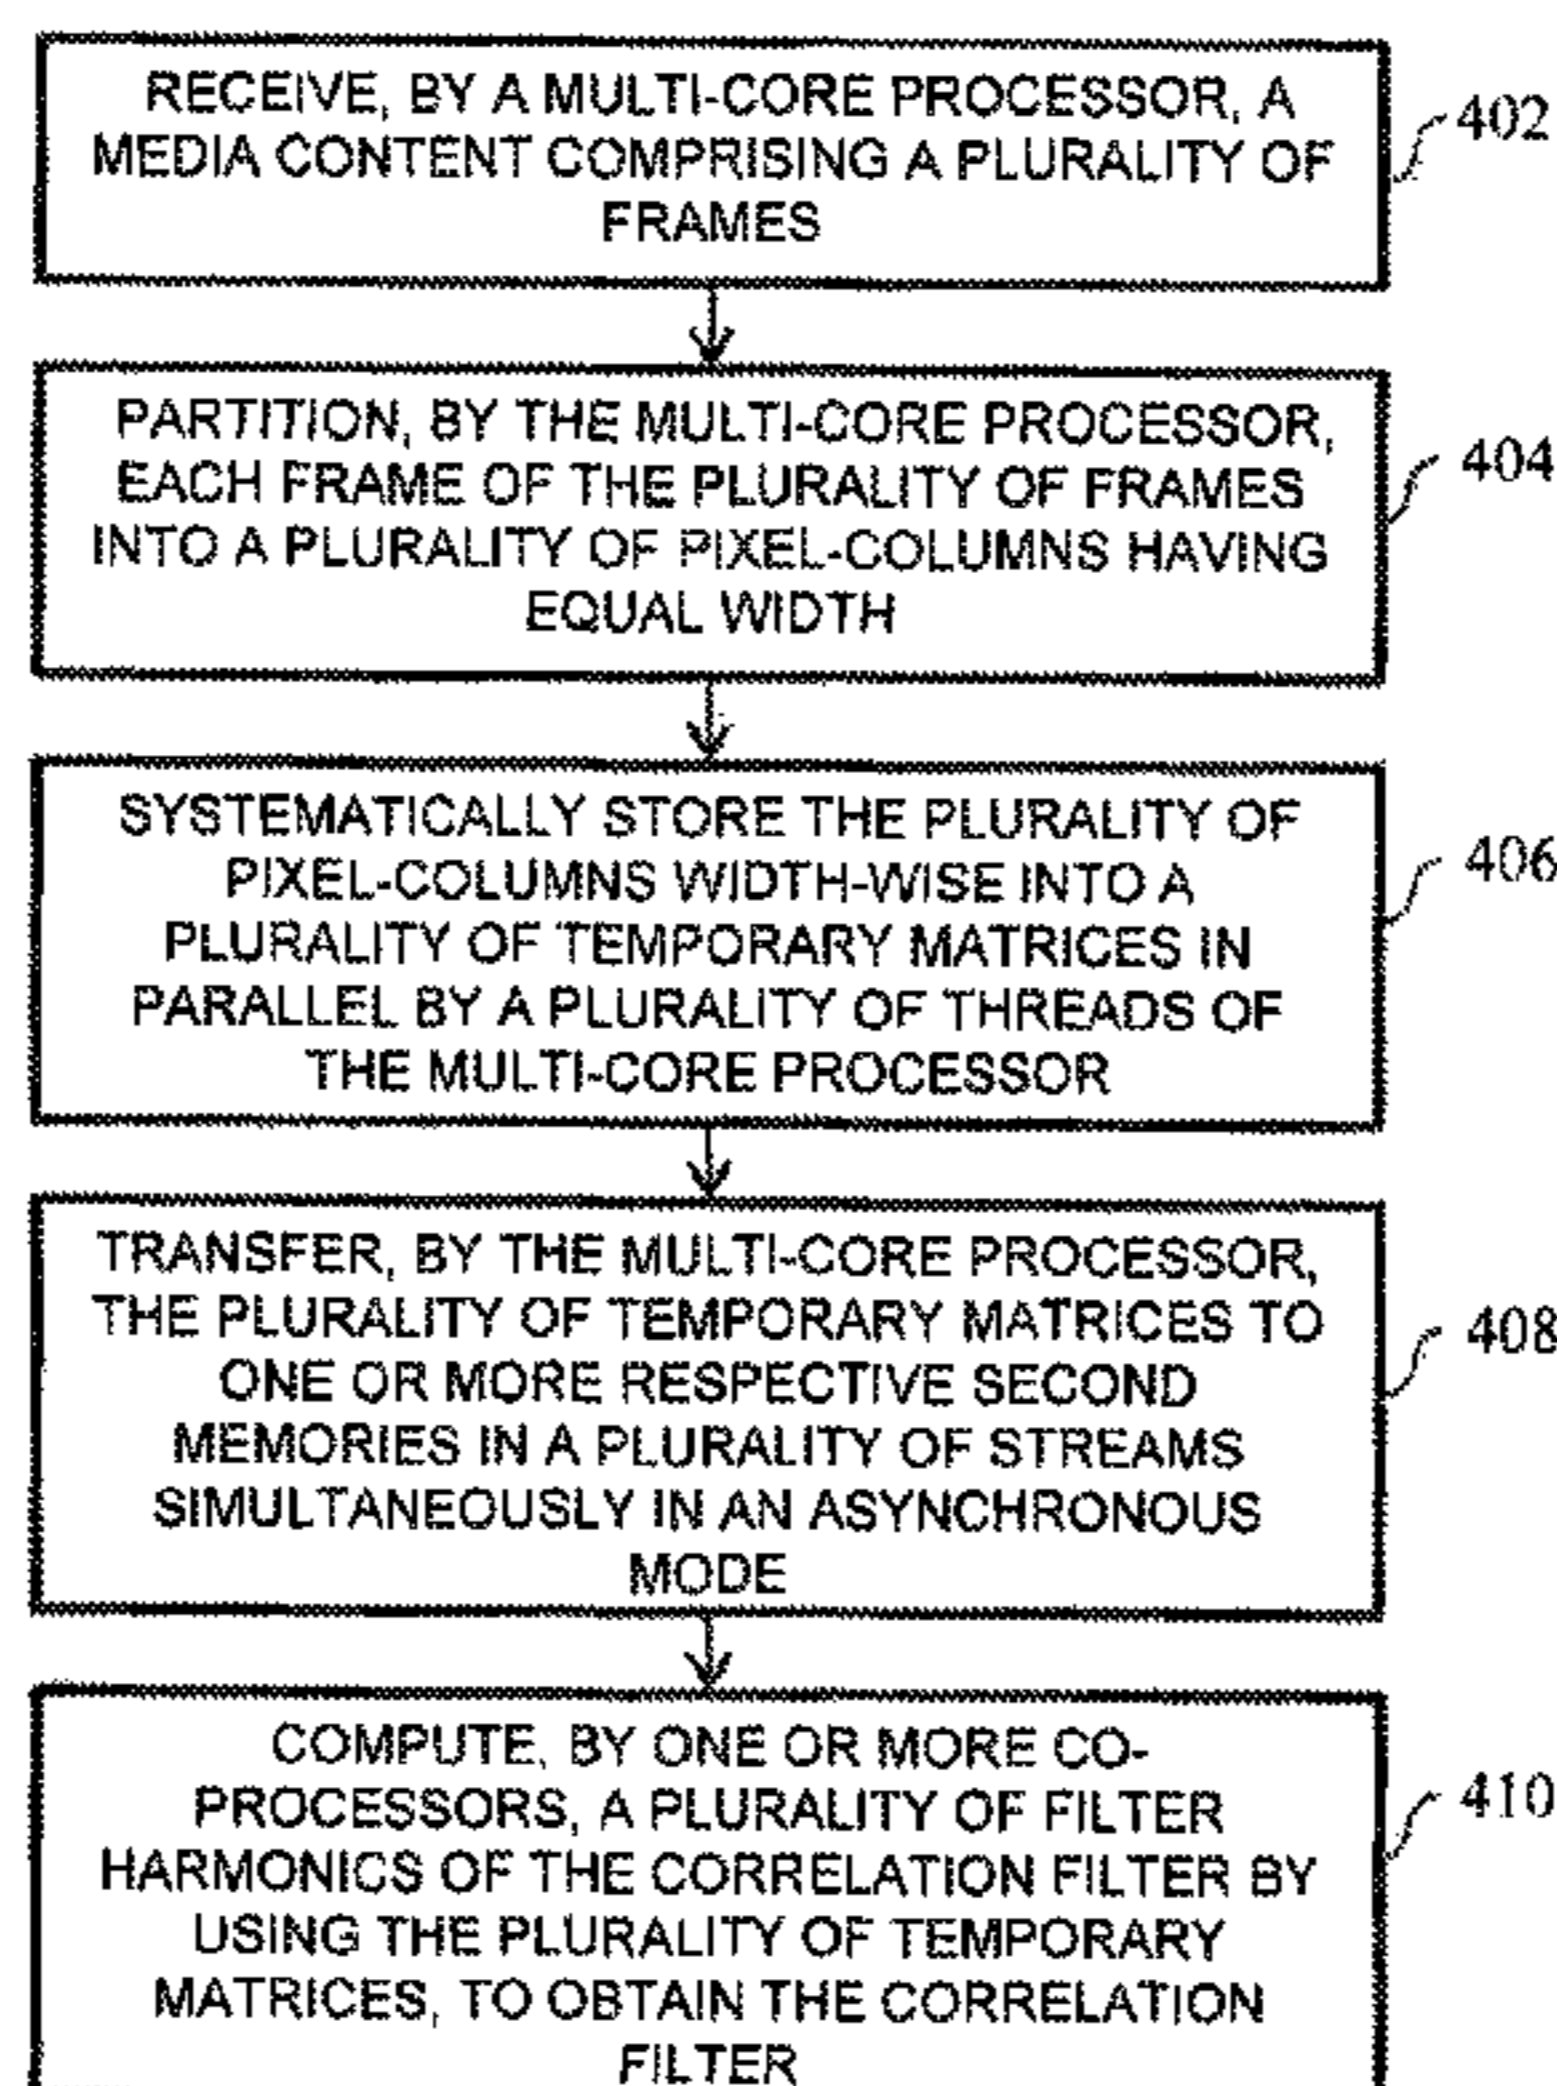 RECEIVE, BY A MULTI-CORE PROCESSOR, A
MEDIA CONTENT COMPRISING A PLURALITY OF
FRAMES
402
PARTITION, BY THE MULTI-CORE PROCESSOR,
EACH FRAME OF THE PLURALITY OF FRAMES
INTO A PLURALITY OF PIXEL-COLUMNS HAVING
EQUAL WIDTH
404
SYSTEMATICALLY STORE THE PLURALITY OF
PIXEL-COLUMNS WIDTH-WISE INTO A
PLURALITY OF TEMPORARY MATRICES IN
PARALLEL BY A PLURALITY OF THREADS OF
THE MULTI-CORE PROCESSOR
406
TRANSFER, BY THE MULTI-CORE PROCESSOR,
THE PLURALITY OF TEMPORARY MATRICES TO
ONE OR MORE RESPECTIVE SECOND
MEMORIES IN A PLURALITY OF STREAMS
SIMULTANEOUSLY IN AN ASYNCHRONOUS
MODE
408
COMPUTE, BY ONE OR MORE CO-
PROCESSORS, A PLURALITY OF FILTER
HARMONICS OF THE CORRELATION FILTER BY
USING THE PLURALITY OF TEMPORARY
MATRICES, TO OBTAIN THE CORRELATION
FILTER
410